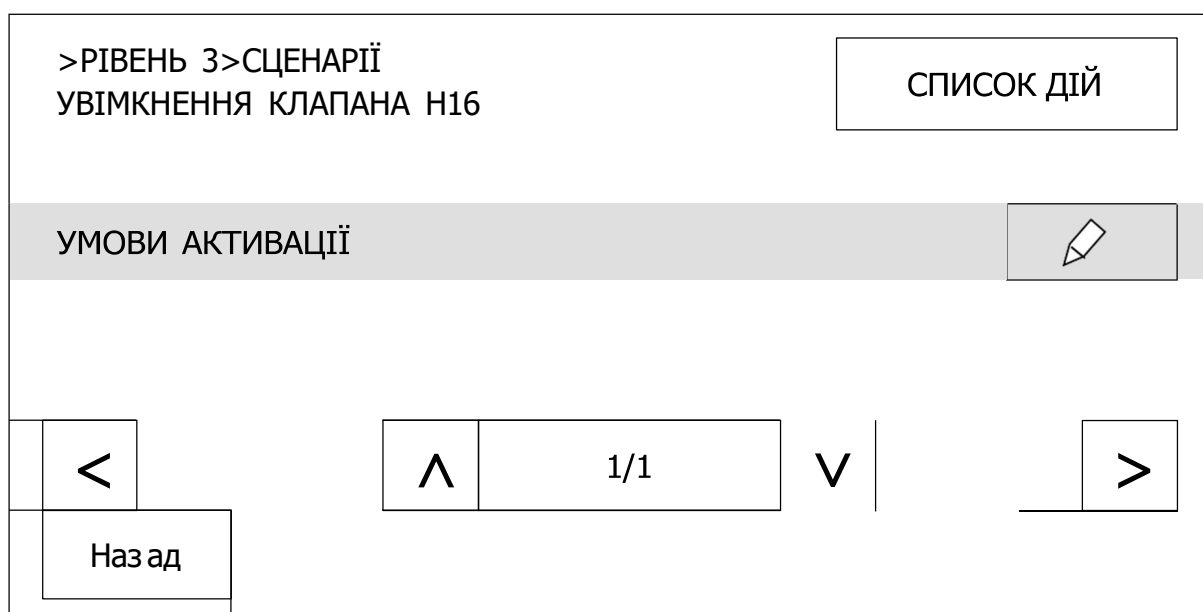 >РІВЕНЬ 3>СЦЕНАРІЇ
УВІМКНЕННЯ КЛАПАНА Н16
СПИСОК ДІЙ
УМОВИ АКТИВАЦІЇ
< Λ 1/1 V >
Назад